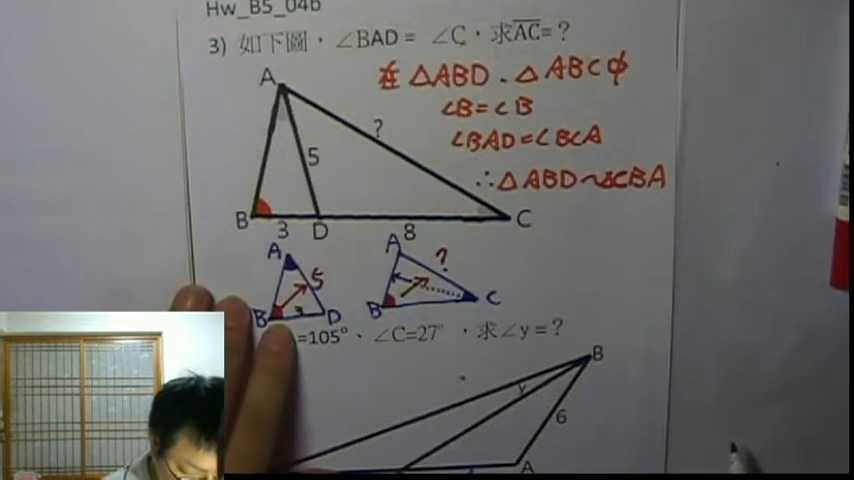 Hw_B5_04b
3) 如下圖，∠BAD = ∠C，求AC=？
在 △ABD、△ABC中
∠B=∠B
∠BAD=∠BCA
∴△ABD~△CBA
A
?
5
B
3
D
8
C
A
5
B
D
A
?
B
C
=105°、∠C=27°，求∠y=？
B
y
6
A